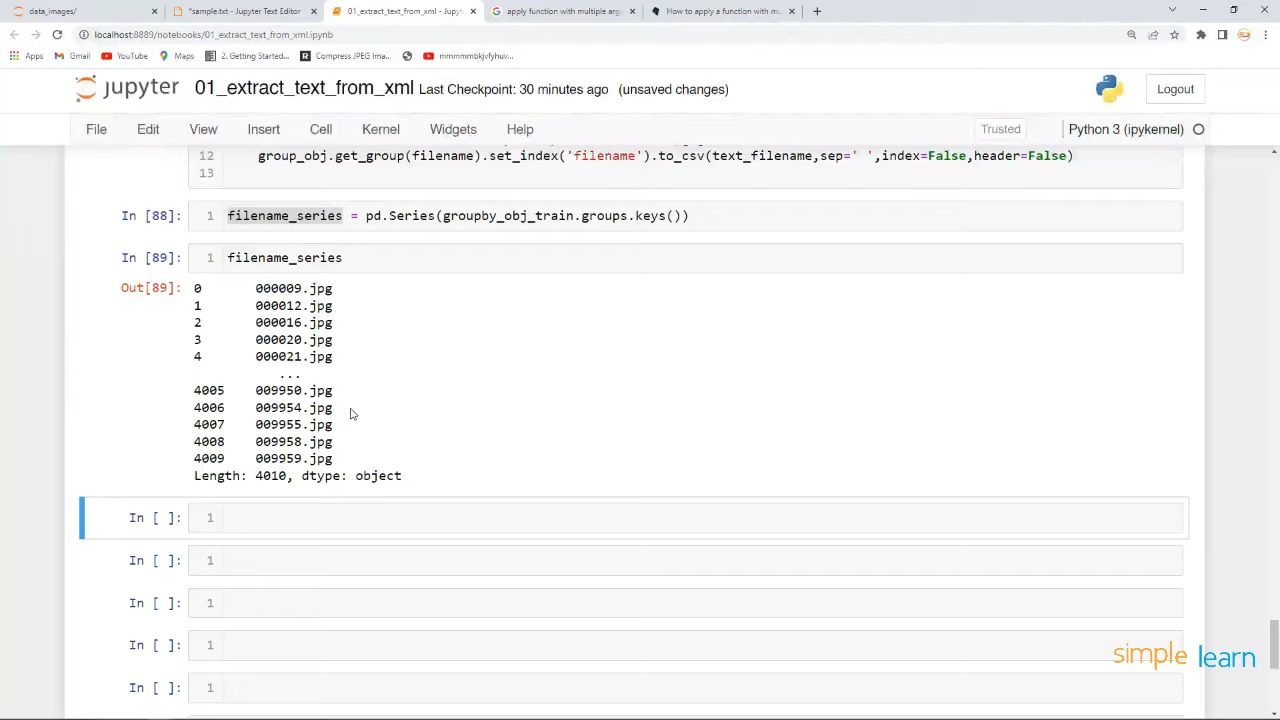 data_images/
*sample.txt - Jupyter Text Editor
01_extract_text_from_xml - Jupy
apply function with multiple argu
How to apply a function with mu
localhost:8889/notebooks/01_extract_text_from_xml.ipynb
Apps
Gmail
YouTube
Maps
2. Getting Started...
Compress JPEG Ima...
mmmmmbkjvfyhuv...
jupyter 01_extract_text_from_xml Last Checkpoint: 30 minutes ago (unsaved changes)
Logout
File Edit View Insert Cell Kernel Widgets Help
Trusted
Python 3 (ipykernel)
12 group_obj.get_group(filename).set_index('filename').to_csv(text_filename,sep=' ',index=False,header=False)
13
In [88]: 1 filename_series = pd.Series(groupby_obj_train.groups.keys())
In [89]: 1 filename_series
Out[89]: 0 000009.jpg
1 000012.jpg
2 000016.jpg
3 000020.jpg
4 000021.jpg
...
4005 009950.jpg
4006 009954.jpg
4007 009955.jpg
4008 009958.jpg
4009 009959.jpg
Length: 4010, dtype: object
In [ ]: 1
In [ ]: 1
In [ ]: 1
In [ ]: 1
In [ ]: 1
simplelearn